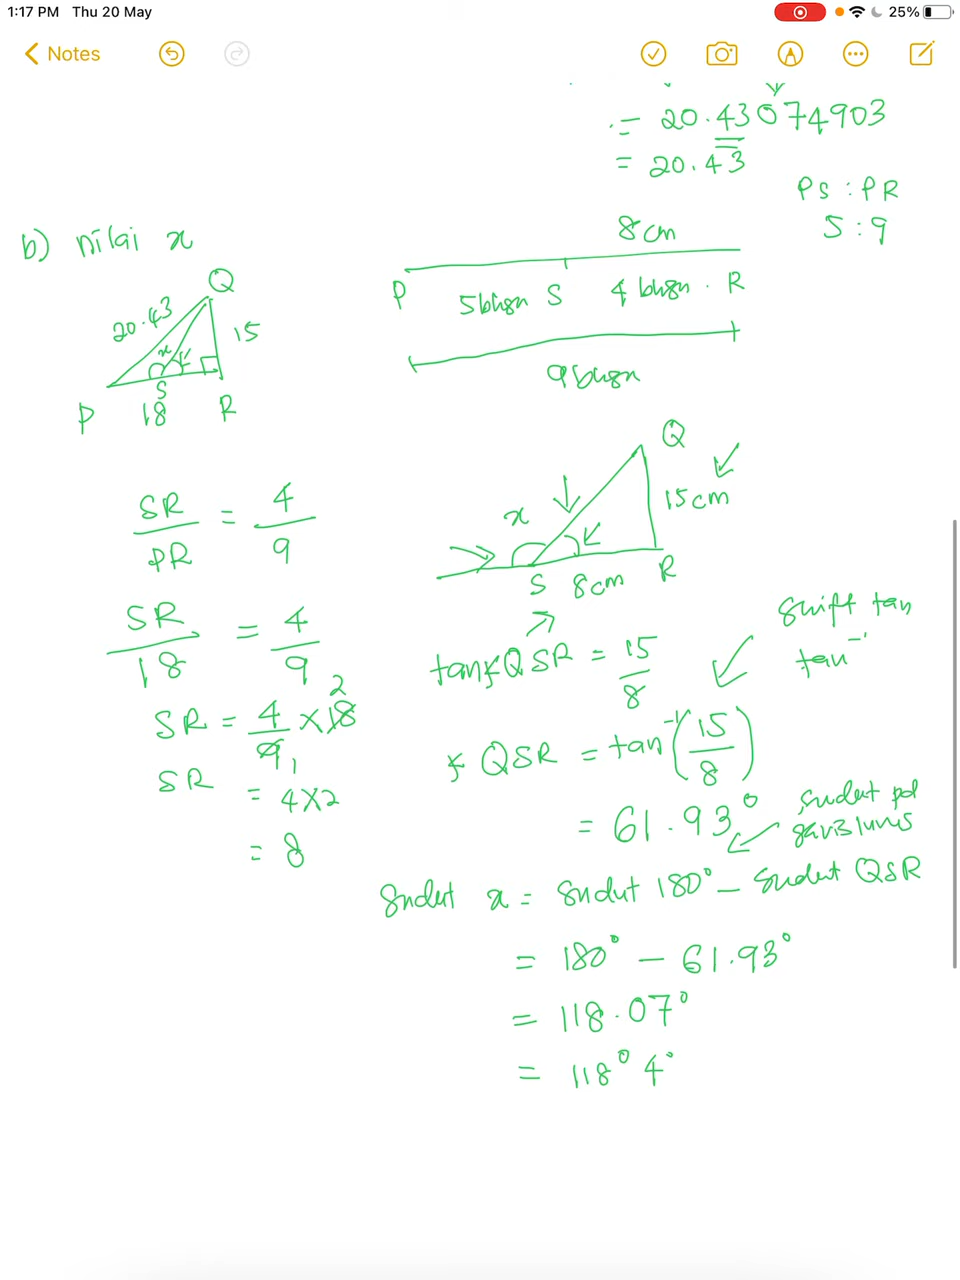 1:17 PM Thu 20 May
25%
Notes
= 20.43074903
= 20.43
PS : PR
5 : 9
b) nilai x
8cm
P 5bhgn S 4 bhgn R
9bhgn
Q
20.43
15
x
S
P 18 R
SR/PR = 4/9
SR/18 = 4/9
SR = 4/9 × 18
2
1
SR = 4×2
= 8
Q
15cm
x
S 8cm R
tan∠QSR = 15/8
shift tan
tan⁻¹
∠QSR = tan⁻¹(15/8)
= 61.93°
sudut pd
garis lurus
Sudut x = Sudut 180° − Sudut QSR
= 180° − 61.93°
= 118.07°
= 118° 4°